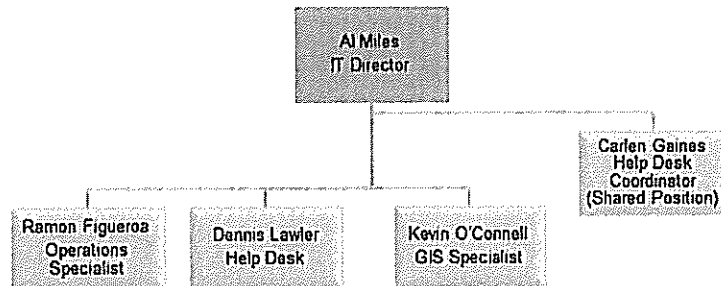 Al Miles
IT Director
Carlen Gaines
Help Desk
Coordinator
(Shared Position)
Ramon Figueroa
Operations
Specialist
Dennis Lawler
Help Desk
Kevin O'Connell
GIS Specialist